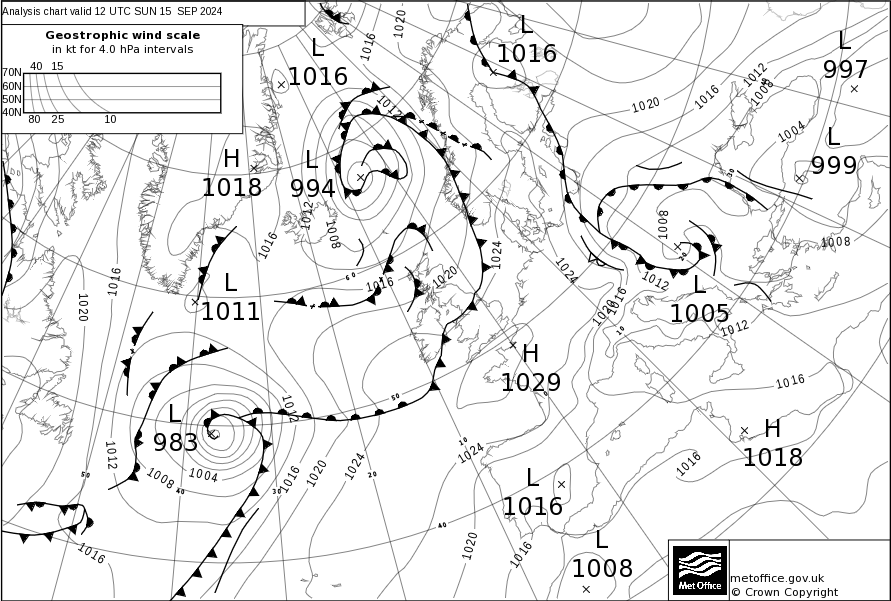 Analysis chart valid 12 UTC SUN 15 SEP 2024
Geostrophic wind scale
in kt for 4.0 hPa intervals
40 15
70N
60N
50N
40N
80 25 10
L
1016
L
1016
L
997
L
999
H
1018
L
994
L
1011
L
1005
H
1029
L
983
H
1018
L
1016
L
1008
1016
1020
1012
1020
1016
1012
1008
1004
1008
1012
1008
1016
1016
1020
1016
1020
1024
1024
1008
1012
1016
1020
1012
1016
1016
1012
1012
1008
1004
1016
1020
1024
1024
1020
1016
1016
60
50
50
40
30
20
10
40
10
30
20
0
Met Office
metoffice.gov.uk
© Crown Copyright